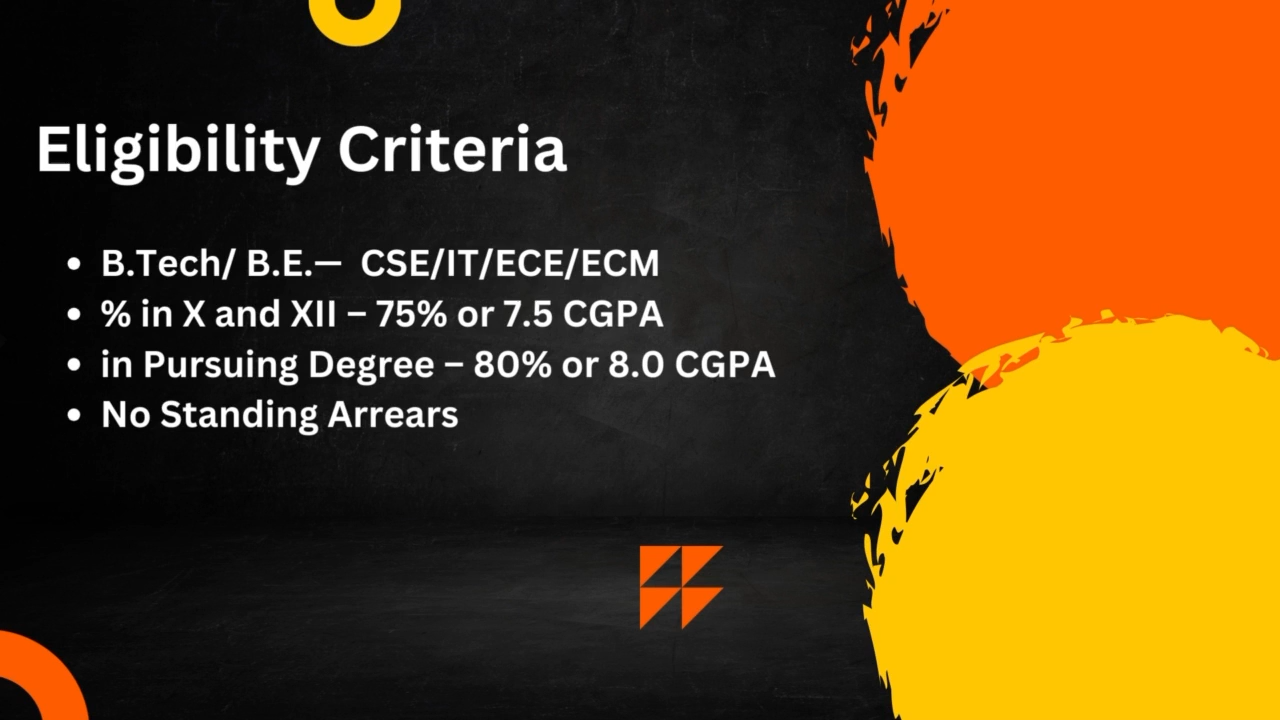 Eligibility Criteria
• B.Tech/ B.E.— CSE/IT/ECE/ECM
• % in X and XII – 75% or 7.5 CGPA
• in Pursuing Degree – 80% or 8.0 CGPA
• No Standing Arrears